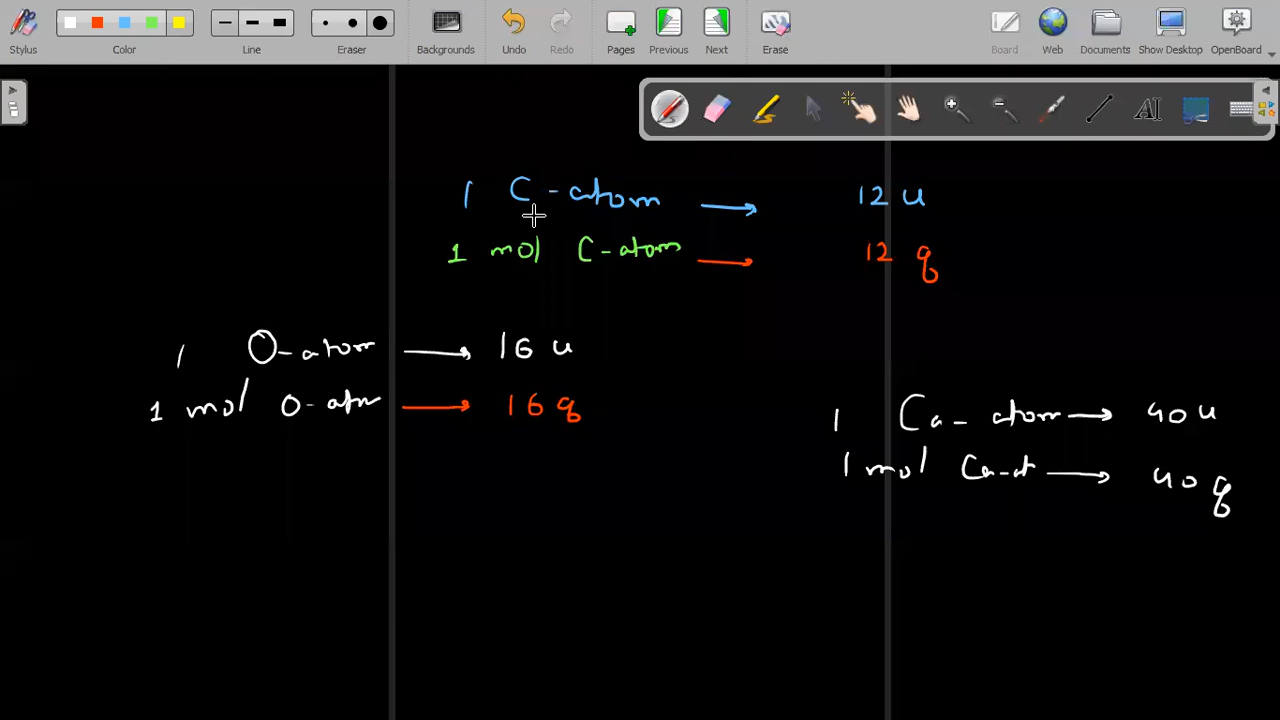 Stylus Color Line Eraser Backgrounds Undo Redo Pages Previous Next Erase Board Web Documents Show Desktop OpenBoard
AI
1 C-atom → 12 u
1 mol C-atom → 12 g
1 O-atom → 16 u
1 mol O-atm → 16 g
1 Ca-atom → 40 u
1 mol Ca-at → 40 g